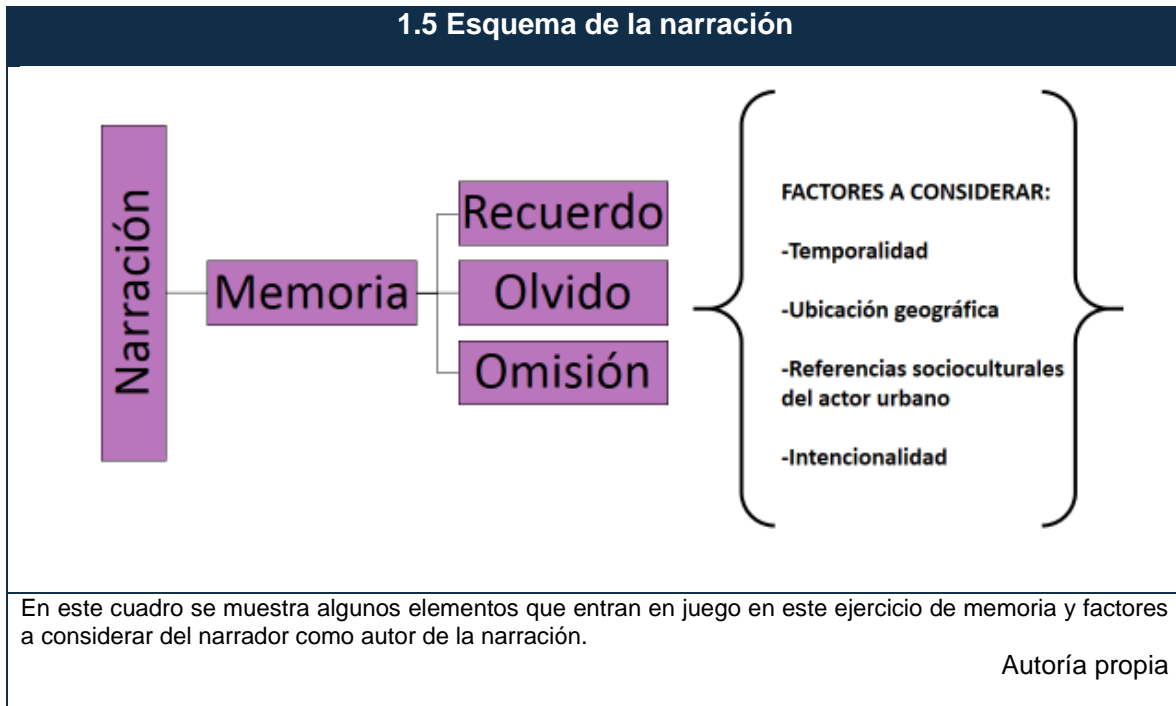 1.5 Esquema de la narración
Narración
Memoria
Recuerdo
Olvido
Omisión
FACTORES A CONSIDERAR:
-Temporalidad
-Ubicación geográfica
-Referencias socioculturales
del actor urbano
-Intencionalidad
En este cuadro se muestra algunos elementos que entran en juego en este ejercicio de memoria y factores
a considerar del narrador como autor de la narración.
Autoría propia